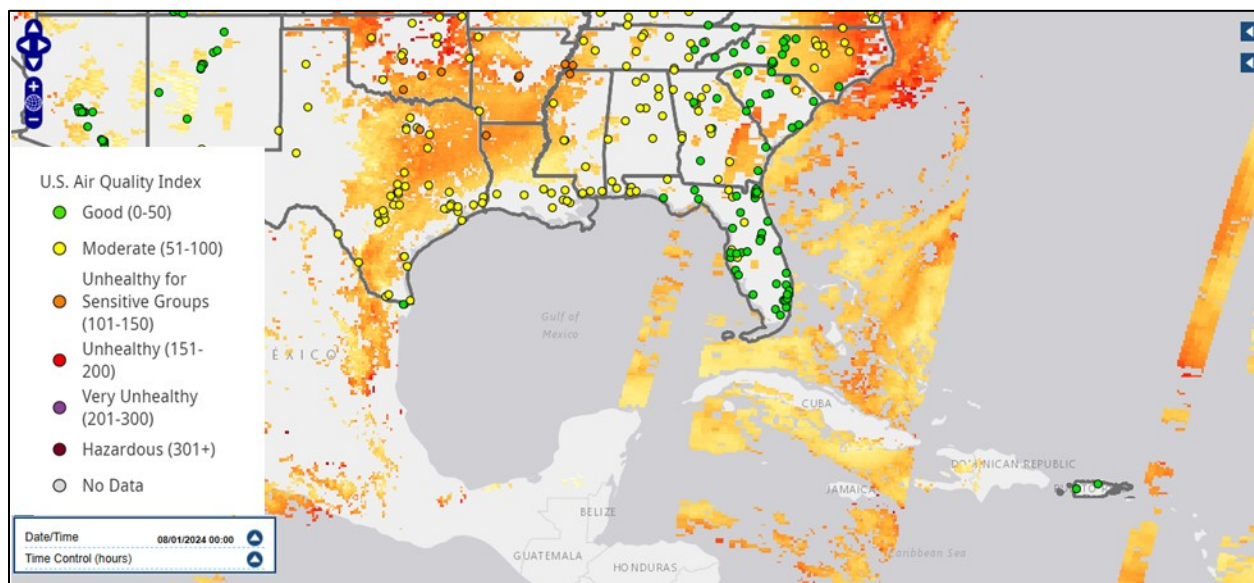 U.S. Air Quality Index
Good (0-50)
Moderate (51-100)
Unhealthy for
Sensitive Groups
(101-150)
Unhealthy (151-
200)
Very Unhealthy
(201-300)
Hazardous (301+)
No Data
Date/Time 08/01/2024 00:00
Time Control (hours)
Gulf of
Mexico
ÉXICO
CUBA
DOMINICAN REPUBLIC
JAMAICA
BELIZE
GUATEMALA
HONDURAS
Caribbean Sea